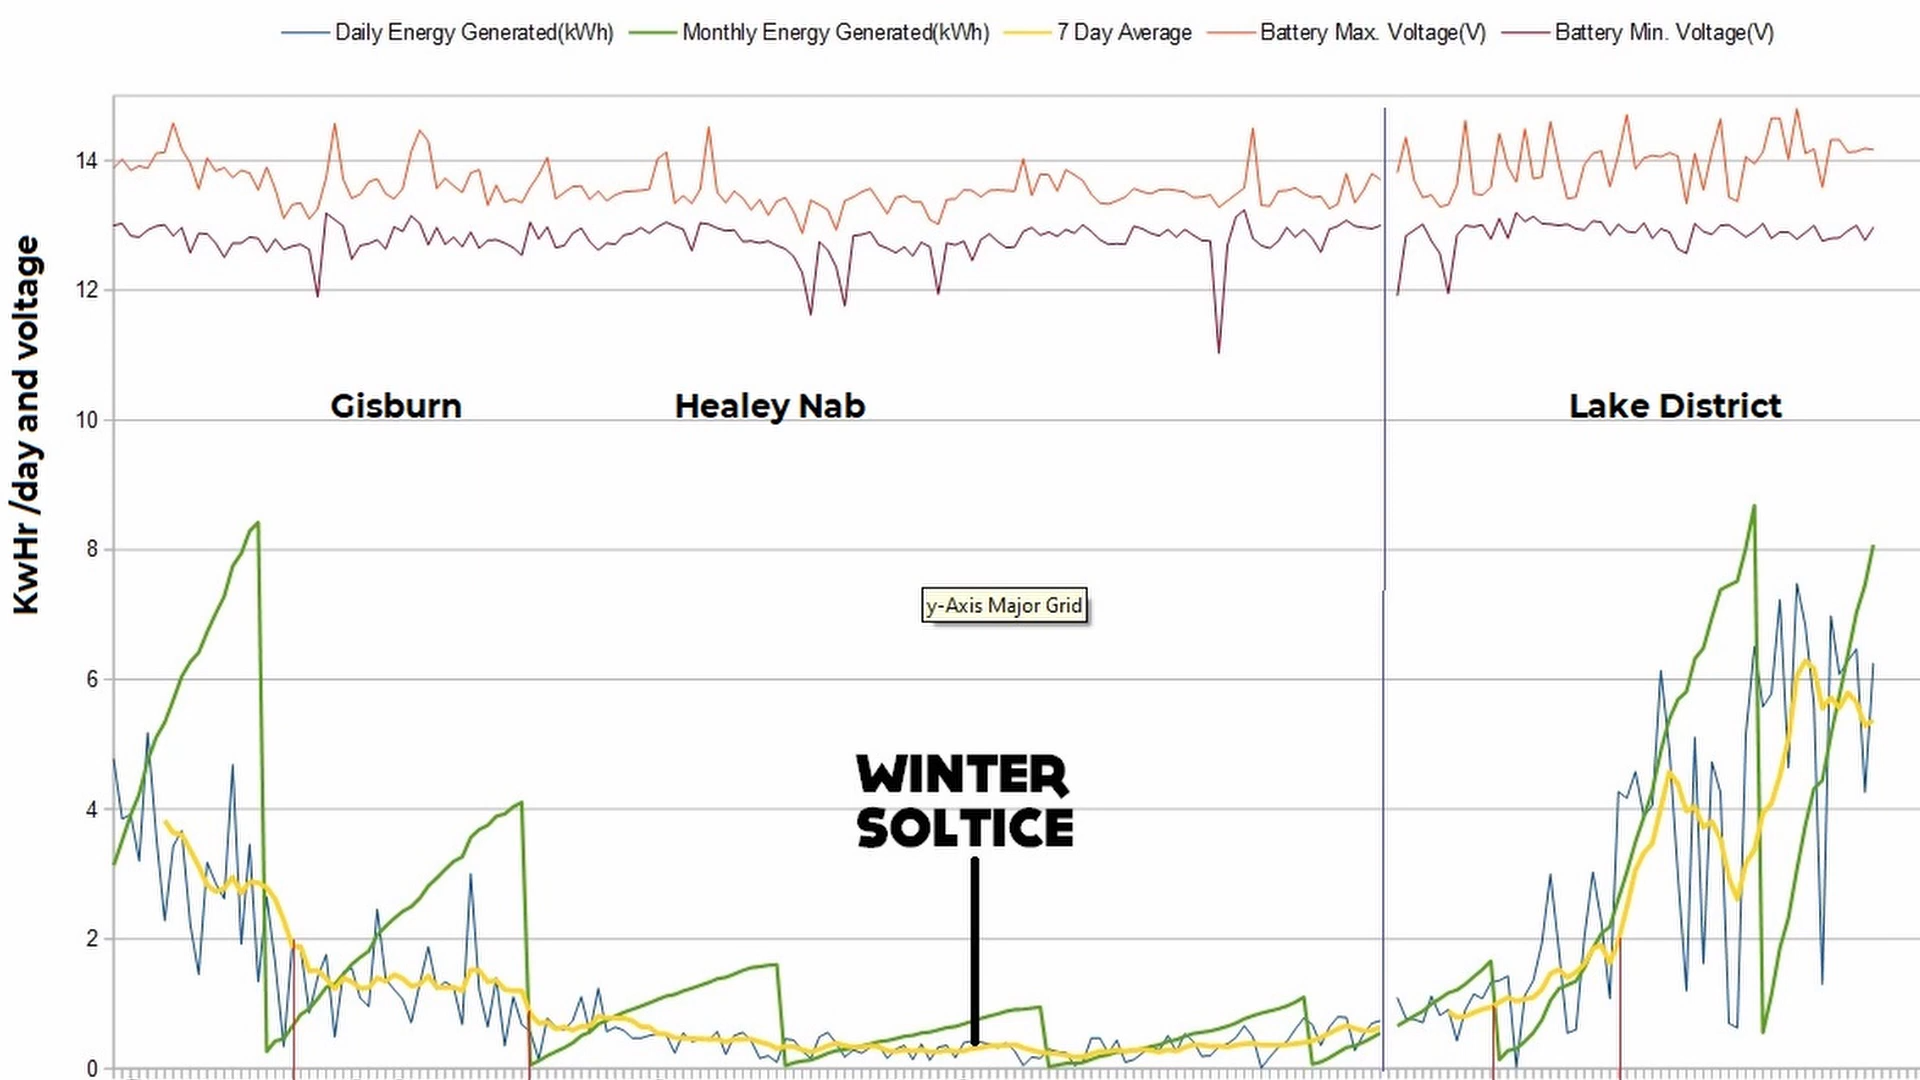 Daily Energy Generated(kWh) Monthly Energy Generated(kWh) 7 Day Average Battery Max. Voltage(V) Battery Min. Voltage(V)
KwHr /day and voltage
14
12
10
8
6
4
2
0
Gisburn Healey Nab Lake District
y-Axis Major Grid
WINTER
SOLTICE